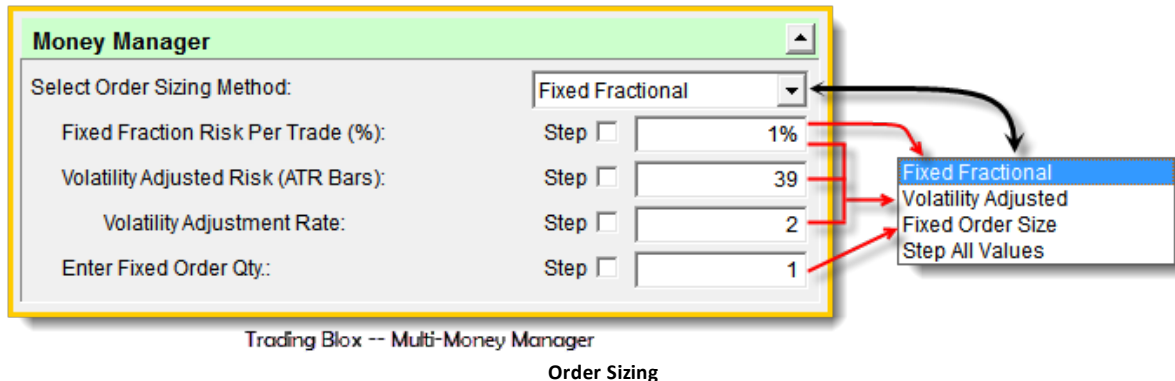 Money Manager
Select Order Sizing Method: Fixed Fractional
Fixed Fraction Risk Per Trade (%): Step 1%
Volatility Adjusted Risk (ATR Bars): Step 39
Volatility Adjustment Rate: Step 2
Enter Fixed Order Qty.: Step 1
Fixed Fractional
Volatility Adjusted
Fixed Order Size
Step All Values
Trading Blox -- Multi-Money Manager
Order Sizing